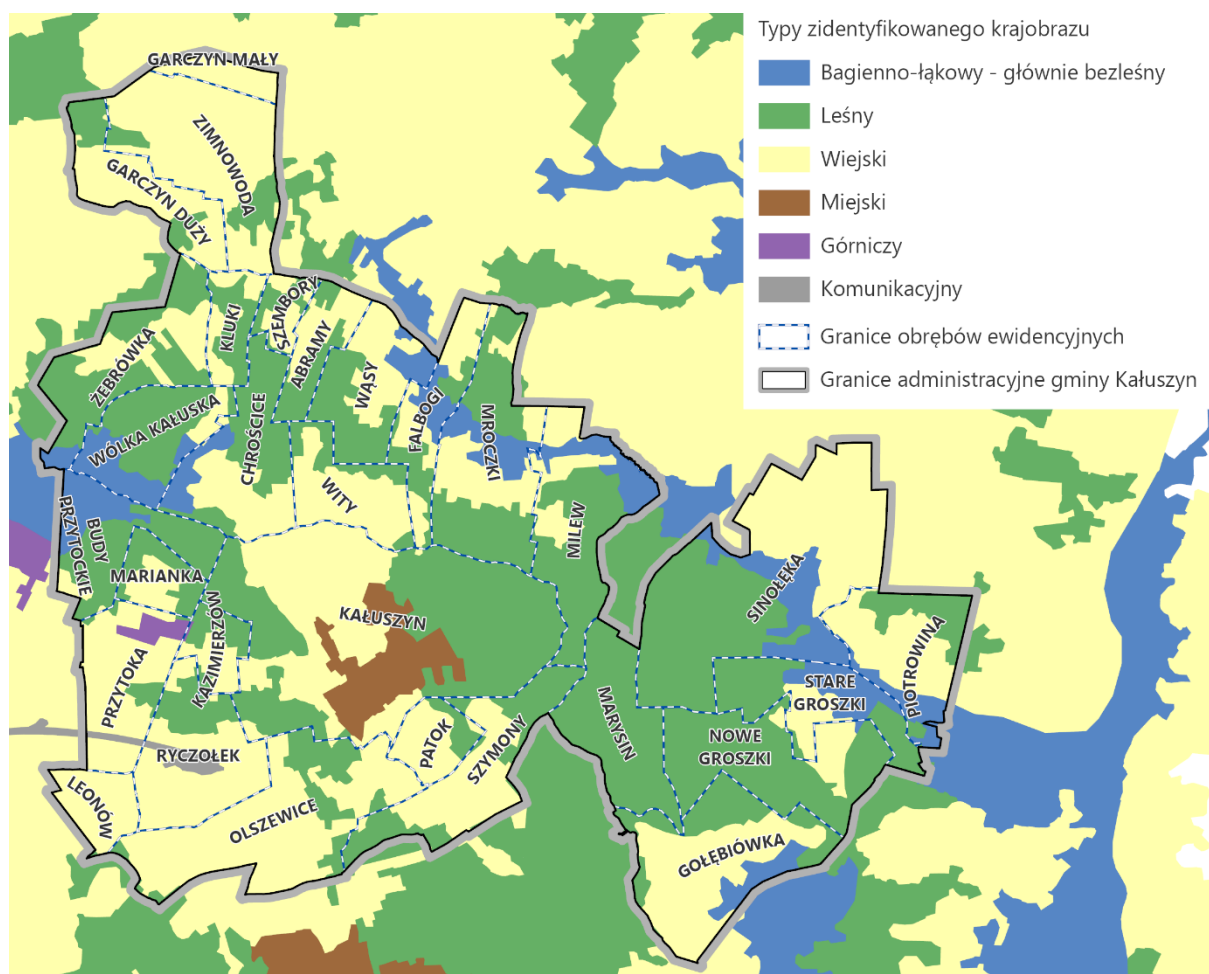 Typy zidentyfikowanego krajobrazu
Bagienno-łąkowy - głównie bezleśny
Leśny
Wiejski
Miejski
Górniczy
Komunikacyjny
Granice obrębów ewidencyjnych
Granice administracyjne gminy Kałuszyn
GARCZYN MAŁY
ZIMNOWODA
GARCZYN DUŻY
SZEMBORY
KLUKI
ABRAMY
ŻEBRÓWKA
WĄSY
FALBOGI
MROCZKI
WÓLKA KAŁUSKA
CHROŚCICE
WITY
MILEW
BUDY
PRZYTOCKIE
MARIANKA
SINOŁĘKA
KAŁUSZYN
KAZIMIERZÓW
PIOTROWINA
PRZYTOKA
STARE
GROSZKI
MARYSIN
NOWE
GROSZKI
PATOK
SZYMONY
RYCZOŁEK
LEONÓW
OLSZEWICE
GOŁĘBIÓWKA